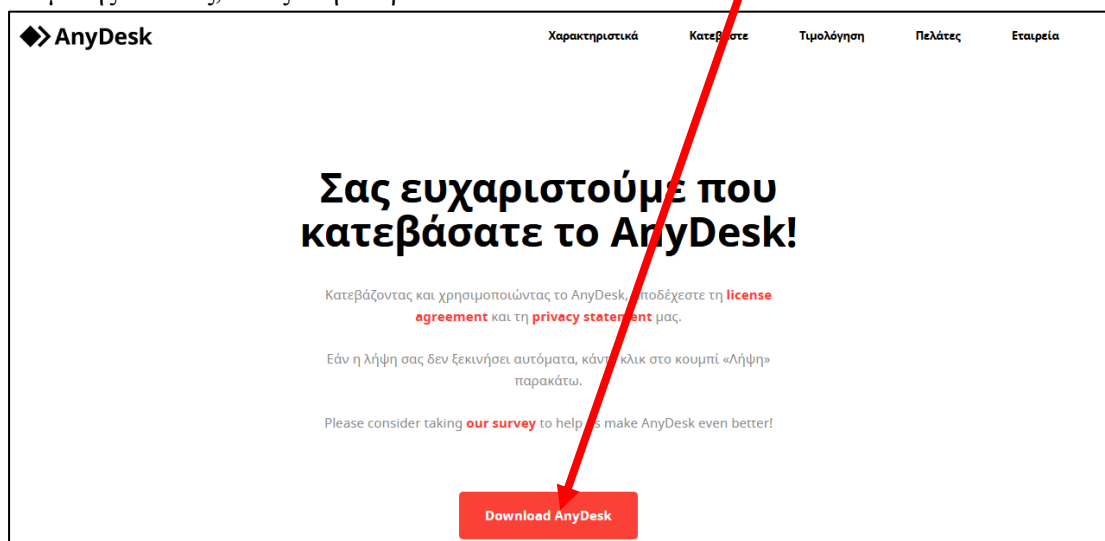 AnyDesk
Χαρακτηριστικά Κατεβάστε Τιμολόγηση Πελάτες Εταιρεία
Σας ευχαριστούμε που
κατεβάσατε το AnyDesk!
Κατεβάζοντας και χρησιμοποιώντας το AnyDesk, αποδέχεστε τη license
agreement και τη privacy statement μας.
Εάν η λήψη σας δεν ξεκινήσει αυτόματα, κάντε κλικ στο κουμπί «Λήψη»
παρακάτω.
Please consider taking our survey to help us make AnyDesk even better!
Download AnyDesk